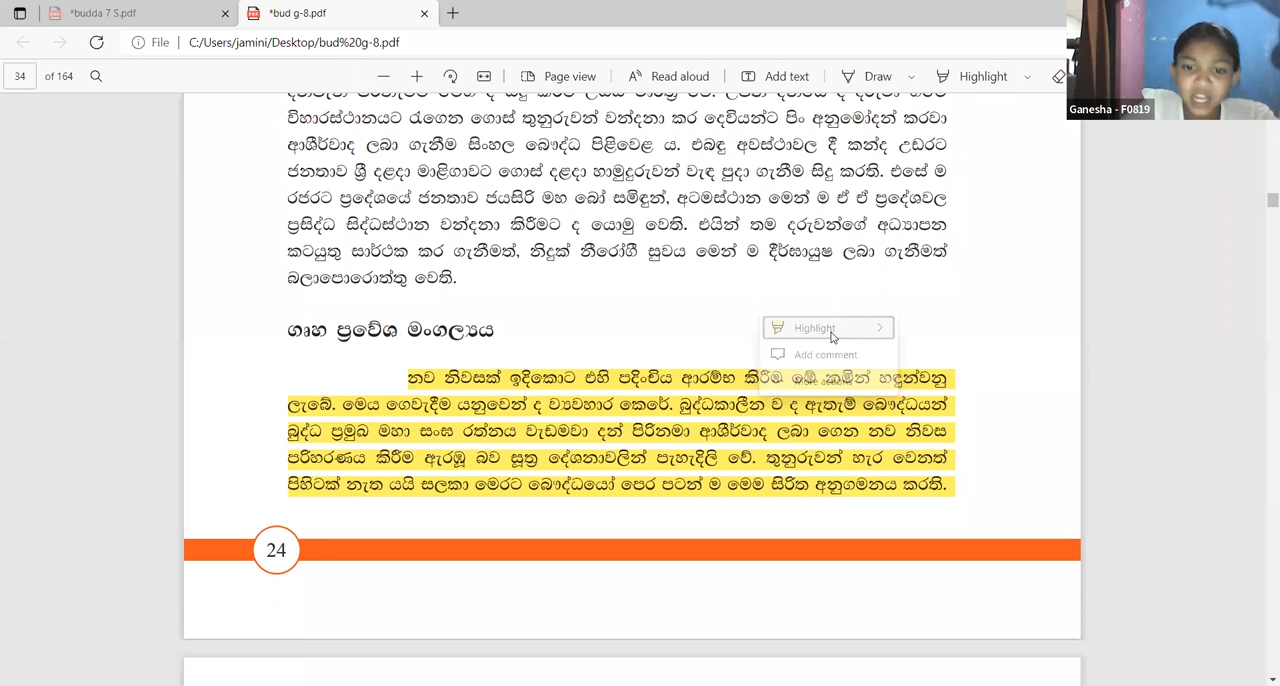 *budda 7 S.pdf
*bud g-8.pdf
File
C:/Users/jamini/Desktop/bud%20g-8.pdf
34 of 164
Page view
Read aloud
Add text
Draw
Highlight
Ganesha - F0819
විහාරස්ථානයට රැගෙන ගොස් තුනුරුවන් වන්දනා කර දෙවියන්ට පිං අනුමෝදන් කරවා
ආශීර්වාද ලබා ගැනීම සිංහල බෞද්ධ පිළිවෙළ ය. එබඳු අවස්ථාවල දී කන්ද උඩරට
ජනතාව ශ්‍රී දළදා මාළිගාවට ගොස් දළදා හාමුදුරුවන් වැඳ පුදා ගැනීම සිදු කරති. එසේ ම
රජරට ප්‍රදේශයේ ජනතාව ජයසිරි මහ බෝ සමිඳුන්, අටමස්ථාන මෙන් ම ඒ ඒ ප්‍රදේශවල
ප්‍රසිද්ධ සිද්ධස්ථාන වන්දනා කිරීමට ද යොමු වෙති. එයින් තම දරුවන්ගේ අධ්‍යාපන
කටයුතු සාර්ථක කර ගැනීමත්, නිදුක් නීරෝගී සුවය මෙන් ම දීර්ඝායුෂ ලබා ගැනීමත්
බලාපොරොත්තු වෙති.
ගෘහ ප්‍රවේශ මංගල්‍යය
Highlight
Add comment
More actions
නව නිවසක් ඉදිකොට එහි පදිංචිය ආරම්භ කිරීම මේ නමින් හඳුන්වනු
ලැබේ. මෙය ගෙවැදීම යනුවෙන් ද ව්‍යවහාර කෙරේ. බුද්ධකාලීන ව ද ඇතැම් බෞද්ධයන්
බුද්ධ ප්‍රමුඛ මහා සංඝ රත්නය වැඩමවා දන් පිරිනමා ආශීර්වාද ලබා ගෙන නව නිවස
පරිහරණය කිරීම ඇරඹූ බව සූත්‍ර දේශනාවලින් පැහැදිලි වේ. තුනුරුවන් හැර වෙනත්
පිහිටක් නැත යයි සලකා මෙරට බෞද්ධයෝ පෙර පටන් ම මෙම සිරිත අනුගමනය කරති.
24